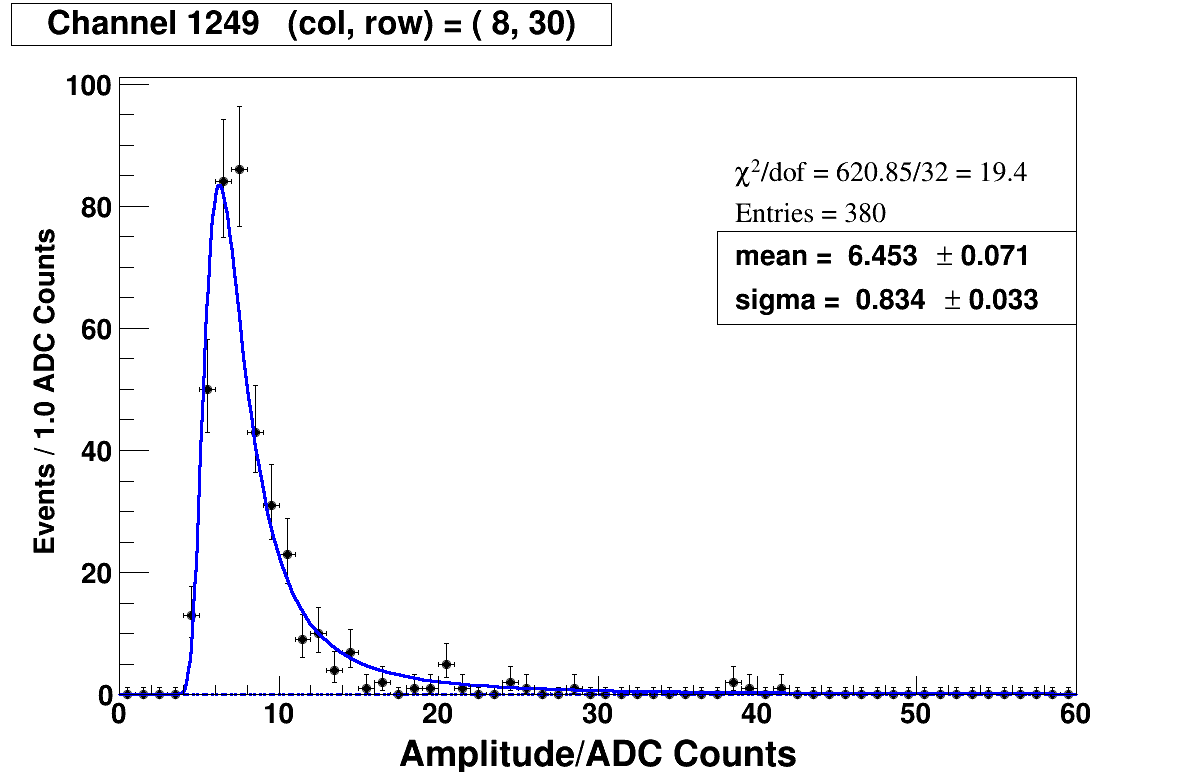 Channel 1249 (col, row) = ( 8, 30)
100
80
60
40
20
0
Events / 1.0 ADC Counts
χ²/dof = 620.85/32 = 19.4
Entries = 380
mean = 6.453 ± 0.071
sigma = 0.834 ± 0.033
0 10 20 30 40 50 60
Amplitude/ADC Counts